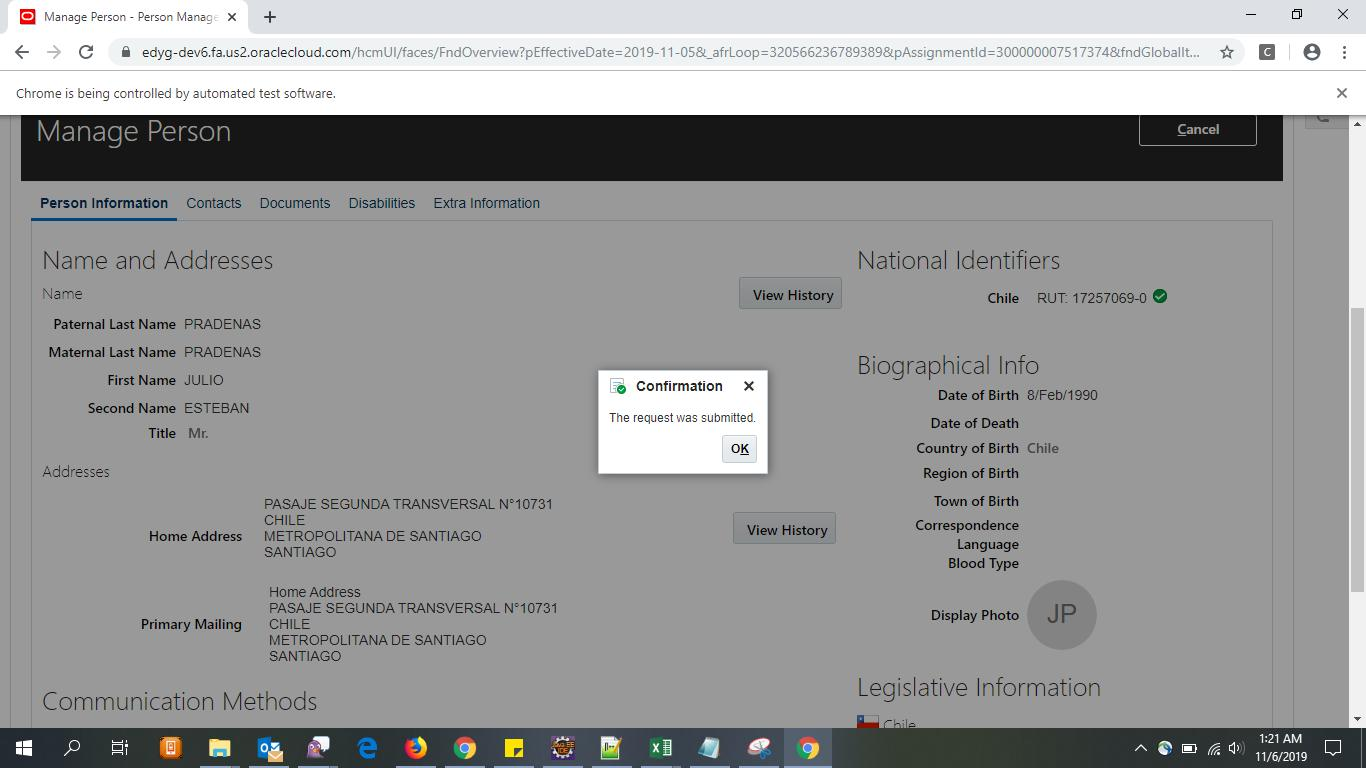 Manage Person - Person Manage
edyg-dev6.fa.us2.oraclecloud.com/hcmUI/faces/FndOverview?pEffectiveDate=2019-11-05&_afrLoop=320566236789389&pAssignmentId=300000007517374&fndGlobalIt...
C
Chrome is being controlled by automated test software.
Manage Person
Cancel
Person Information Contacts Documents Disabilities Extra Information
Name and Addresses
Name
View History
Paternal Last Name PRADENAS
Maternal Last Name PRADENAS
First Name JULIO
Second Name ESTEBAN
Title Mr.
Addresses
Home Address
PASAJE SEGUNDA TRANSVERSAL N°10731
CHILE
METROPOLITANA DE SANTIAGO
SANTIAGO
View History
Primary Mailing
Home Address
PASAJE SEGUNDA TRANSVERSAL N°10731
CHILE
METROPOLITANA DE SANTIAGO
SANTIAGO
Communication Methods
Confirmation
The request was submitted.
OK
National Identifiers
Chile RUT: 17257069-0
Biographical Info
Date of Birth 8/Feb/1990
Date of Death
Country of Birth Chile
Region of Birth
Town of Birth
Correspondence
Language
Blood Type
Display Photo JP
Legislative Information
Chile
1:21 AM
11/6/2019